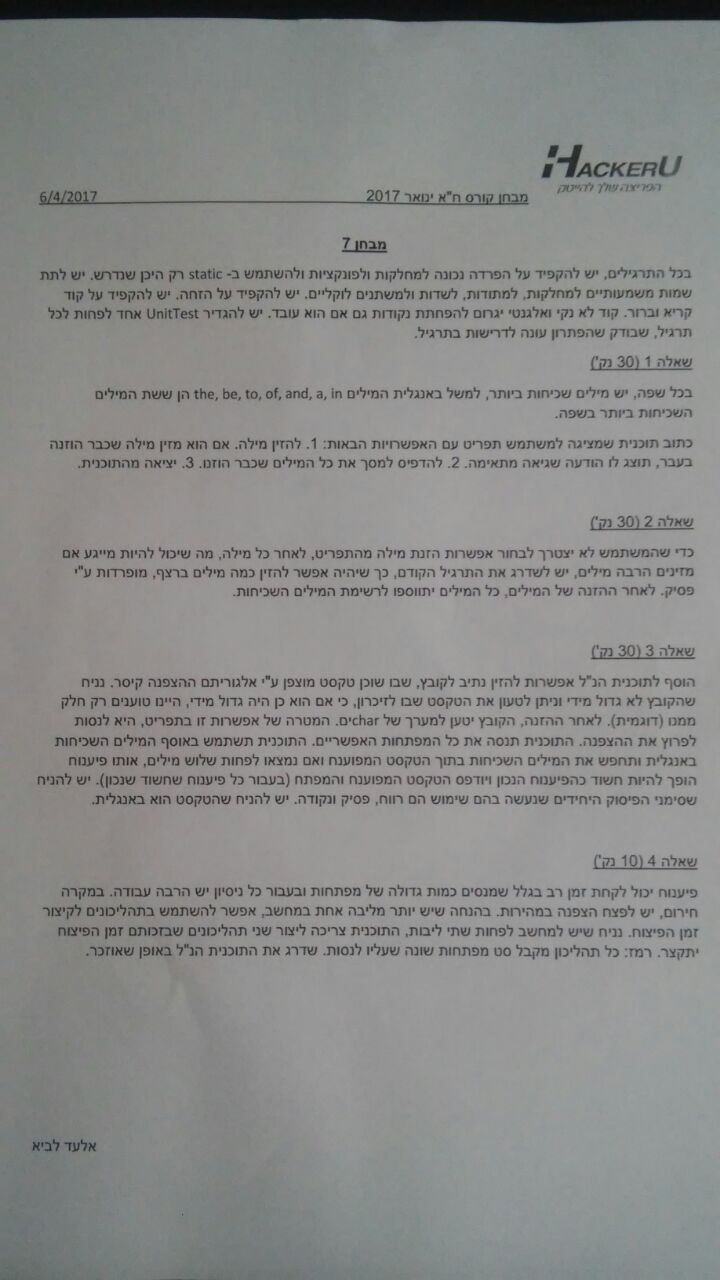 HACKERU
הפריצה שלך להייטק
מבחן קורס ח"א ינואר 2017 6/4/2017
מבחן 7
בכל התרגילים, יש להקפיד על הפרדה נכונה למחלקות ולפונקציות ולהשתמש ב- static רק היכן שנדרש. יש לתת
שמות משמעותיים למחלקות, למתודות, לשדות ולמשתנים לוקליים. יש להקפיד על הזחה. יש להקפיד על קוד
קריא וברור. קוד לא נקי ואלגנטי יגרום להפחתת נקודות גם אם הוא עובד. יש להגדיר UnitTest אחד לפחות לכל
תרגיל, שבודק שהפתרון עונה לדרישות בתרגיל.
שאלה 1 (30 נק')
בכל שפה, יש מילים שכיחות ביותר, למשל באנגלית המילים the, be, to, of, and, a, in הן ששת המילים
השכיחות ביותר בשפה.
כתוב תוכנית שמציגה למשתמש תפריט עם האפשרויות הבאות: 1. להזין מילה. אם הוא מזין מילה שכבר הוזנה
בעבר, תוצג לו הודעת שגיאה מתאימה. 2. להדפיס למסך את כל המילים שכבר הוזנו. 3. יציאה מהתוכנית.
שאלה 2 (30 נק')
כדי שהמשתמש לא יצטרך לבחור אפשרות הזנת מילה מהתפריט, לאחר כל מילה, מה שיכול להיות מייגע אם
מזינים הרבה מילים, יש לשדרג את התרגיל הקודם, כך שיהיה אפשר להזין כמה מילים ברצף, מופרדות ע"י
פסיק. לאחר ההזנה של המילים, כל המילים יתווספו לרשימת המילים השכיחות.
שאלה 3 (30 נק')
הוסף לתוכנית הנ"ל אפשרות להזין נתיב לקובץ, שבו שוכן טקסט מוצפן ע"י אלגוריתם ההצפנה קיסר. נניח
שהקובץ לא גדול מידי וניתן לטעון את הטקסט שבו לזיכרון, כי אם הוא כן היה גדול מידי, היינו טוענים רק חלק
ממנו (דוגמית). לאחר ההזנה, הקובץ יטען למערך של charים. המטרה של אפשרות זו בתפריט, היא לנסות
לפרוץ את ההצפנה. התוכנית תנסה את כל המפתחות האפשריים. התוכנית תשתמש באוסף המילים השכיחות
באנגלית ותחפש את המילים השכיחות בתוך הטקסט המפוענח ואם נמצאו לפחות שלוש מילים, אותו פיענוח
הופך להיות חשוד כהפיענוח הנכון ויודפס הטקסט המפוענח והמפתח (בעבור כל פיענוח שחשוד שנכון). יש להניח
שסימני הפיסוק היחידים שנעשה בהם שימוש הם רווח, פסיק ונקודה. יש להניח שהטקסט הוא באנגלית.
שאלה 4 (10 נק')
פיענוח יכול לקחת זמן רב בגלל שמנסים כמות גדולה של מפתחות ובעבור כל ניסיון יש הרבה עבודה. במקרה
חירום, יש לפצח הצפנה במהירות. בהנחה שיש יותר מליבה אחת במחשב, אפשר להשתמש בתהליכונים לקיצור
זמן הפיצוח. נניח שיש למחשב לפחות שתי ליבות, התוכנית צריכה ליצור שני תהליכונים שבזכותם זמן הפיצוח
יתקצר. רמז: כל תהליכון מקבל סט מפתחות שונה שעליו לנסות. שדרג את התוכנית הנ"ל באופן שאוזכר.
אלעד לביא